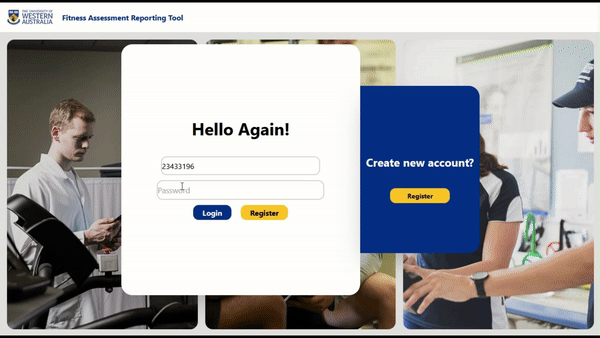 THE UNIVERSITY OF
WESTERN
AUSTRALIA
Fitness Assessment Reporting Tool
Hello Again!
23433196
Password
Login
Register
Create new account?
Register